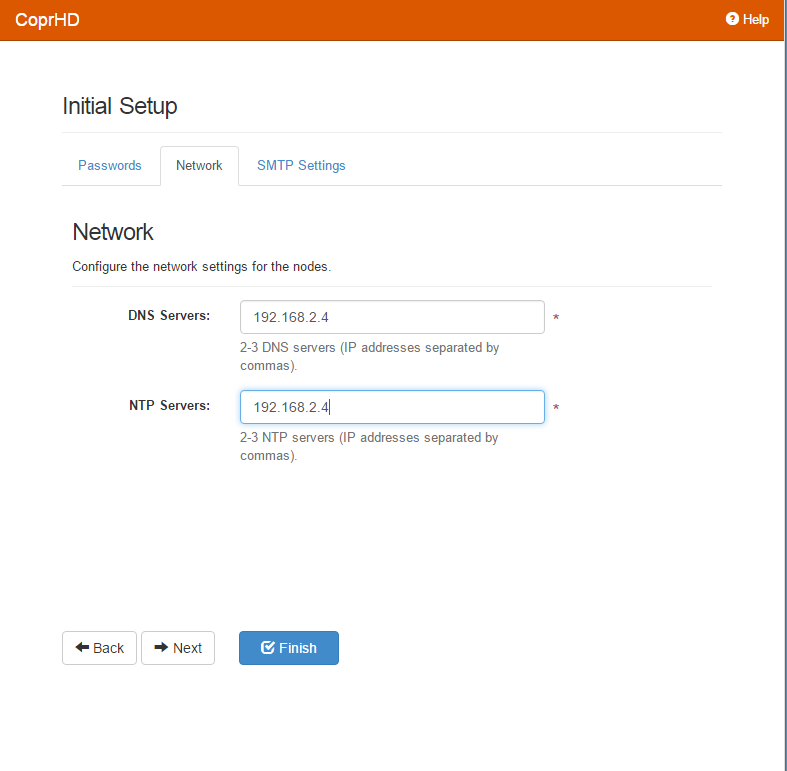 CoprHD
Help
Initial Setup
Passwords Network SMTP Settings
Network
Configure the network settings for the nodes.
DNS Servers: 192.168.2.4 *
2-3 DNS servers (IP addresses separated by
commas).
NTP Servers: 192.168.2.4 *
2-3 NTP servers (IP addresses separated by
commas).
Back Next Finish